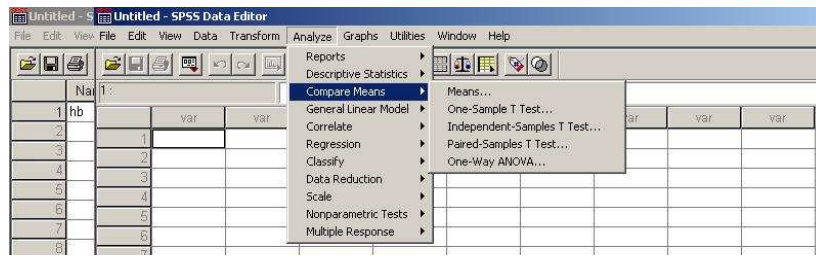 Untitled - S
Untitled - SPSS Data Editor
File Edit View
File Edit View Data Transform Analyze Graphs Utilities Window Help
Reports
Descriptive Statistics
Compare Means
General Linear Model
Correlate
Regression
Classify
Data Reduction
Scale
Nonparametric Tests
Multiple Response
Means...
One-Sample T Test...
Independent-Samples T Test...
Paired-Samples T Test...
One-Way ANOVA...
Nar
1 :
1 hb
2
3
4
5
6
7
8
var var var var var
1
2
3
4
5
6
7